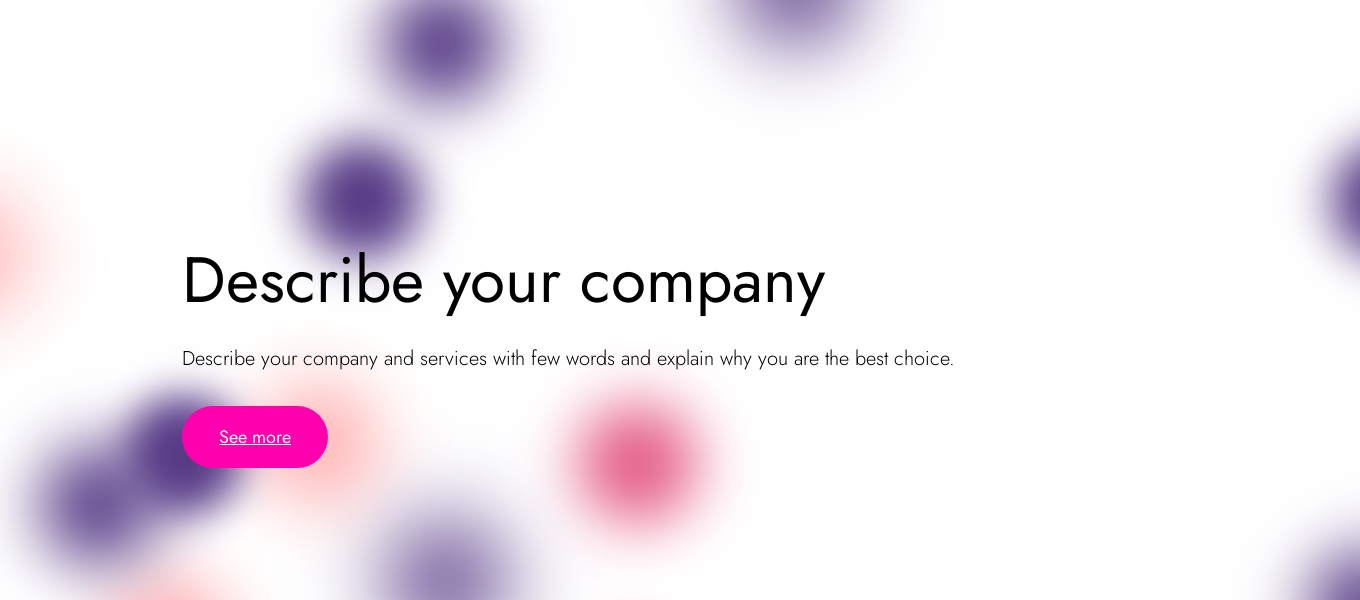 Describe your company
Describe your company and services with few words and explain why you are the best choice.
See more